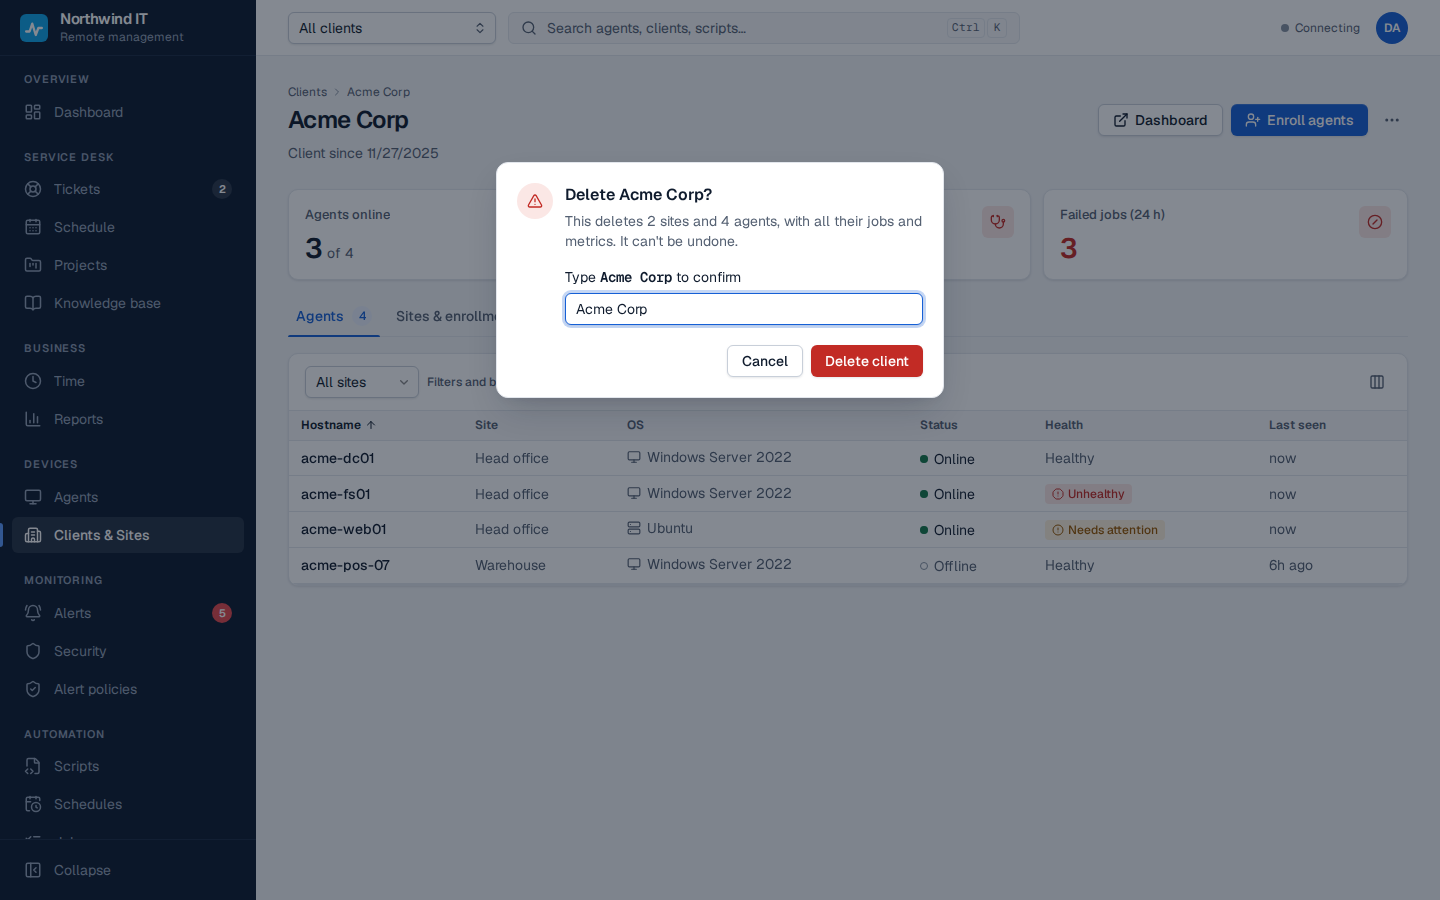 Northwind IT
Remote management
OVERVIEW
Dashboard
SERVICE DESK
Tickets 2
Schedule
Projects
Knowledge base
BUSINESS
Time
Reports
DEVICES
Agents
Clients & Sites
MONITORING
Alerts 5
Security
Alert policies
AUTOMATION
Scripts
Schedules
Collapse
All clients
Search agents, clients, scripts... Ctrl K
Connecting DA
Clients > Acme Corp
Acme Corp
Client since 11/27/2025
Dashboard
Enroll agents
Agents online
3 of 4
Failed jobs (24 h)
3
Agents 4
Sites & enrollm
All sites
Filters and b
Delete Acme Corp?
This deletes 2 sites and 4 agents, with all their jobs and
metrics. It can't be undone.
Type Acme Corp to confirm
Acme Corp
Cancel
Delete client
Hostname ↑ Site OS Status Health Last seen
acme-dc01 Head office Windows Server 2022 Online Healthy now
acme-fs01 Head office Windows Server 2022 Online Unhealthy now
acme-web01 Head office Ubuntu Online Needs attention now
acme-pos-07 Warehouse Windows Server 2022 Offline Healthy 6h ago